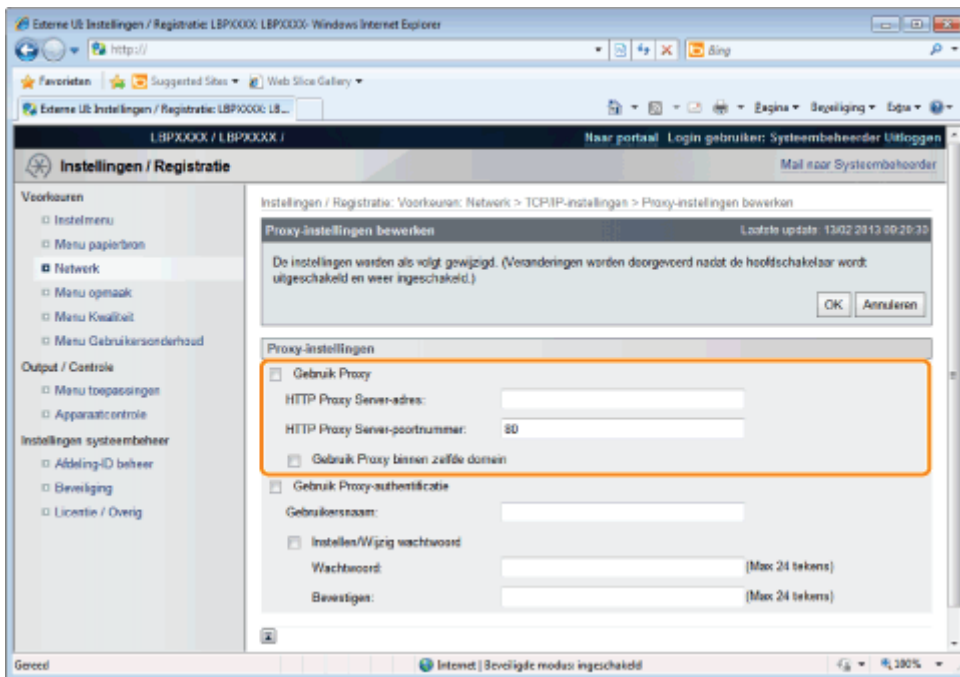 Externe UI: Instellingen / Registratie: LBPXXXX: LBPXXXX - Windows Internet Explorer
http://
Bing
Favorieten Suggested Sites Web Slice Gallery
Externe UI: Instellingen / Registratie: LBPXXXX: LB...
Pagina Beveiliging Extra
LBPXXXX / LBPXXXX /
Naar portaal Login gebruiker: Systeembeheerder Uitloggen
Instellingen / Registratie
Mail naar Systeembeheerder
Voorkeuren
Instelmenu
Menu papierbron
Netwerk
Menu opmaak
Menu Kwaliteit
Menu Gebruikersonderhoud
Output / Controle
Menu toepassingen
Apparaatcontrole
Instellingen systeembeheer
Afdeling-ID beheer
Beveiliging
Licentie / Overig
Instellingen / Registratie: Voorkeuren: Netwerk > TCP/IP-instellingen > Proxy-instellingen bewerken
Proxy-instellingen bewerken
Laatste update: 13/02 2013 09:20:30
De instellingen worden als volgt gewijzigd. (Veranderingen worden doorgevoerd nadat de hoofdschakelaar wordt
uitgeschakeld en weer ingeschakeld.)
OK Annuleren
Proxy-instellingen
Gebruik Proxy
HTTP Proxy Server-adres:
HTTP Proxy Server-poortnummer: 80
Gebruik Proxy binnen zelfde domein
Gebruik Proxy-authentificatie
Gebruikersnaam:
Instellen/Wijzig wachtwoord
Wachtwoord: (Max 24 tekens)
Bevestigen: (Max 24 tekens)
Gereed
Internet | Beveiligde modus: ingeschakeld
100%